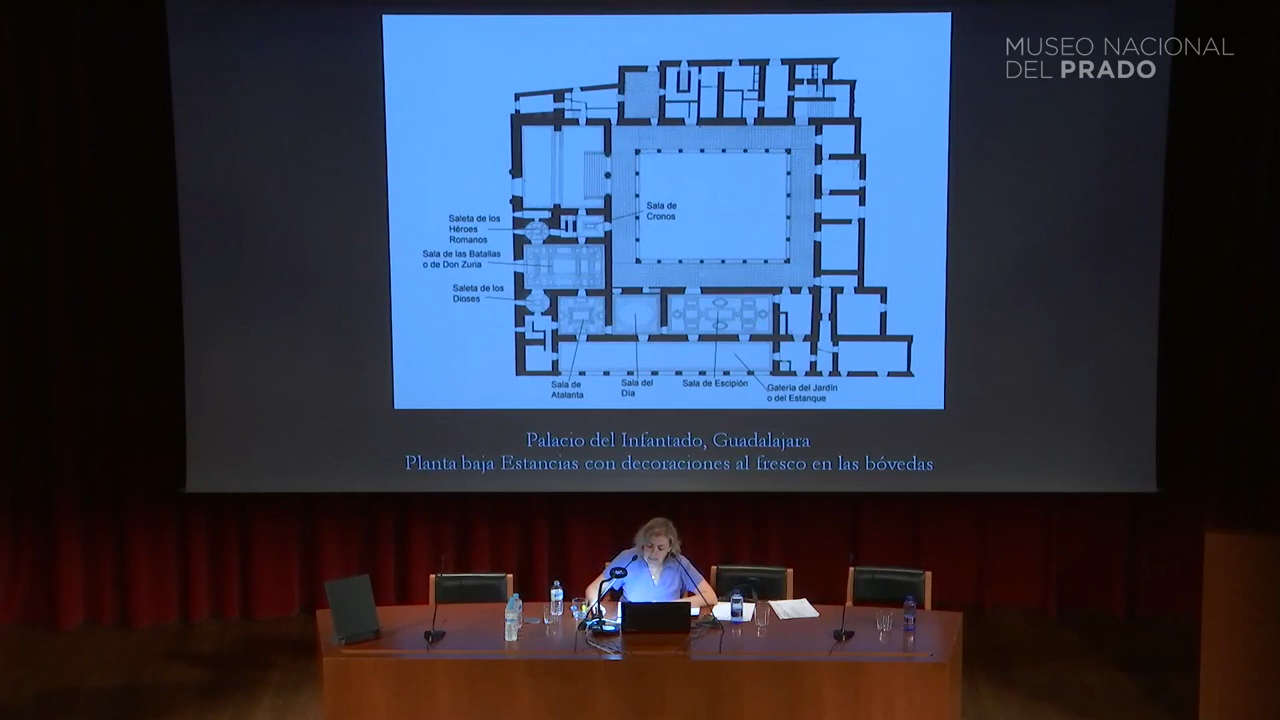 MUSEO NACIONAL
DEL PRADO
Saleta de los
Héroes
Romanos
Sala de
Cronos
Sala de las Batallas
o de Don Zuria
Saleta de los
Dioses
Sala de
Atalanta
Sala del
Día
Sala de Escipión
Galería del Jardín
o del Estanque
Palacio del Infantado, Guadalajara
Planta baja Estancias con decoraciones al fresco en las bóvedas